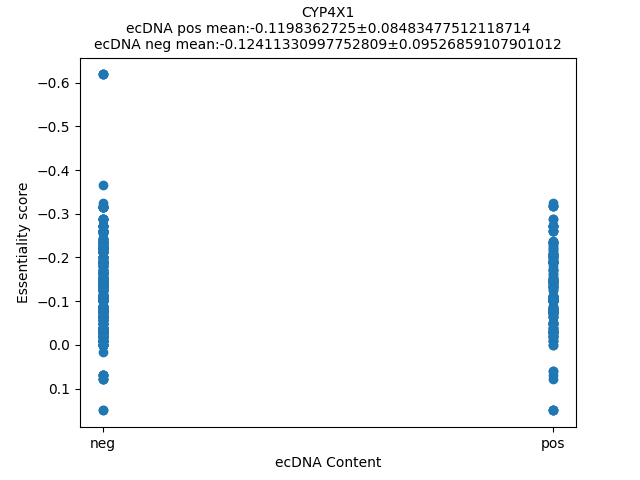 CYP4X1
ecDNA pos mean:-0.1198362725±0.08483477512118714
ecDNA neg mean:-0.12411330997752809±0.09526859107901012
Essentiality score
−0.6
−0.5
−0.4
−0.3
−0.2
−0.1
0.0
0.1
neg
pos
ecDNA Content